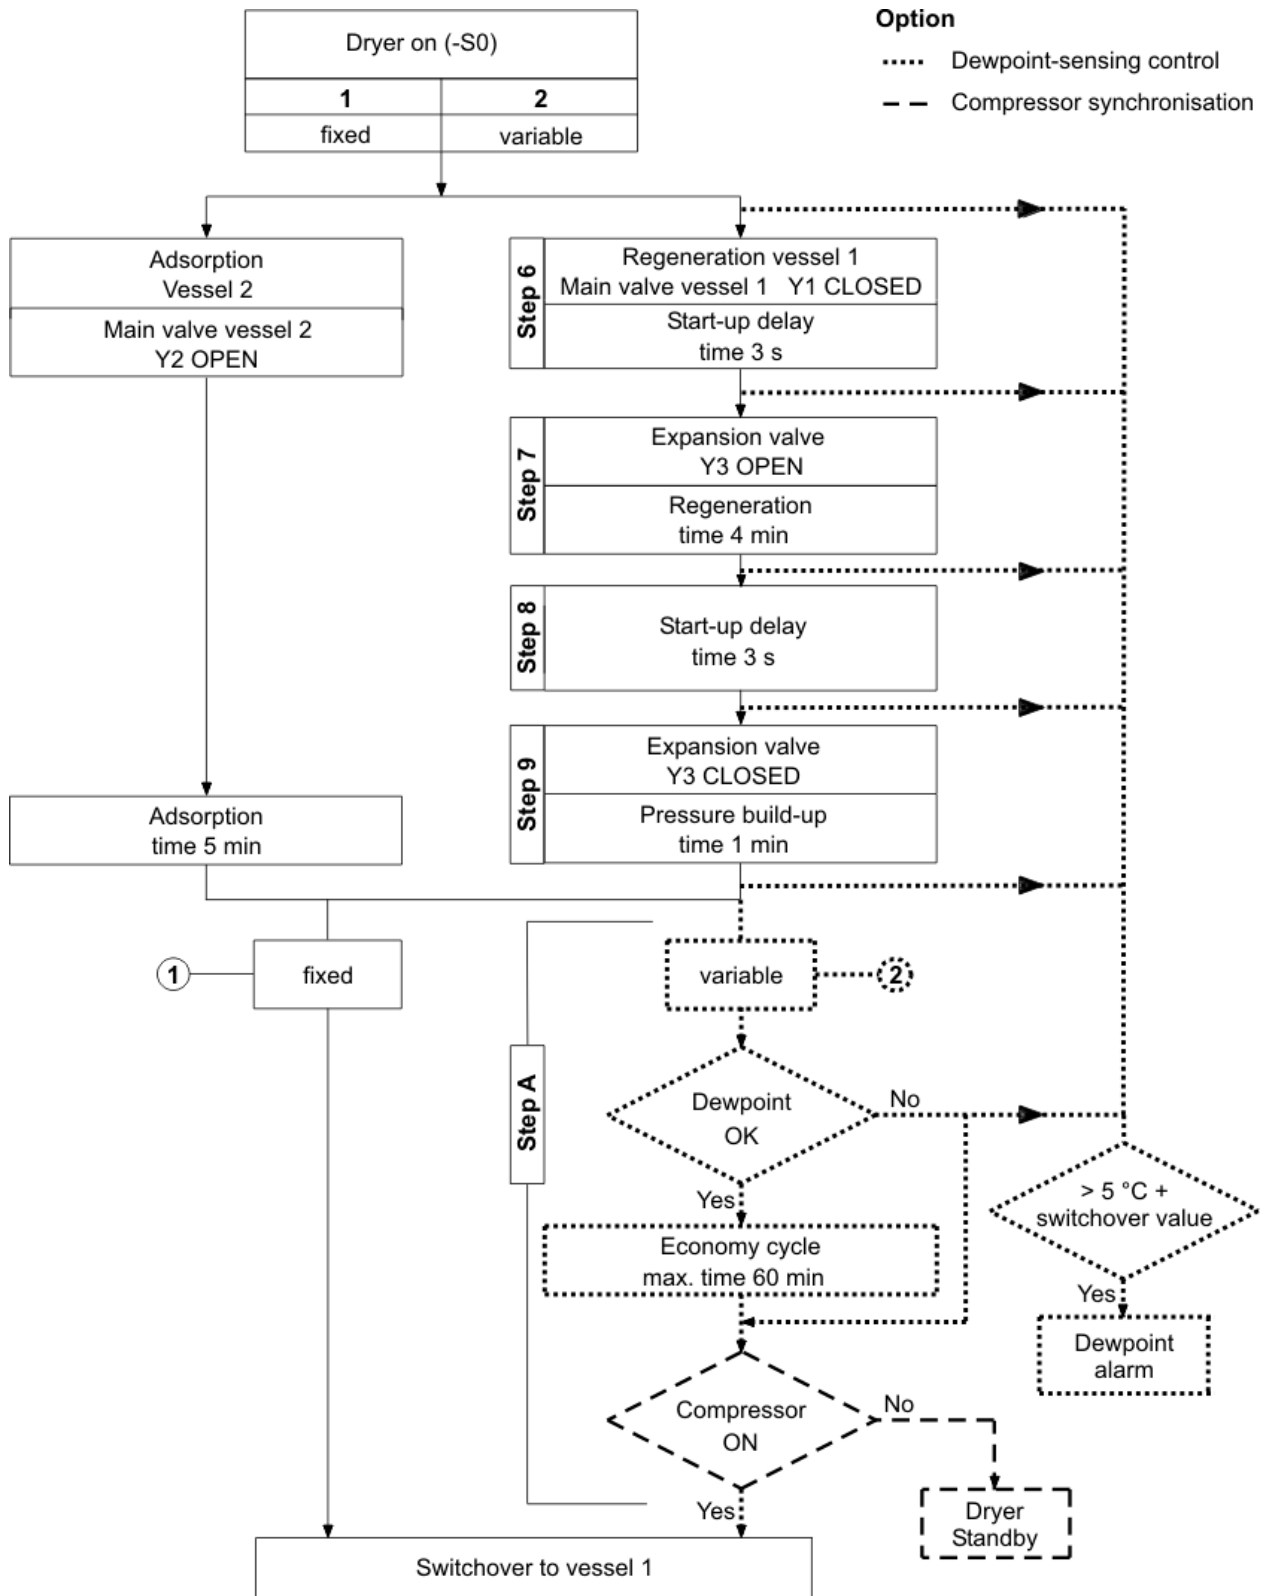 Option
Dewpoint-sensing control
Compressor synchronisation
Dryer on (-S0)
1 2
fixed variable
Adsorption
Vessel 2
Main valve vessel 2
Y2 OPEN
Step 6
Regeneration vessel 1
Main valve vessel 1 Y1 CLOSED
Start-up delay
time 3 s
Step 7
Expansion valve
Y3 OPEN
Regeneration
time 4 min
Step 8
Start-up delay
time 3 s
Step 9
Expansion valve
Y3 CLOSED
Pressure build-up
time 1 min
Adsorption
time 5 min
1
fixed
variable
2
Step A
Dewpoint
OK
No
Yes
> 5 °C +
switchover value
Yes
Dewpoint
alarm
Economy cycle
max. time 60 min
Compressor
ON
No
Yes
Dryer
Standby
Switchover to vessel 1